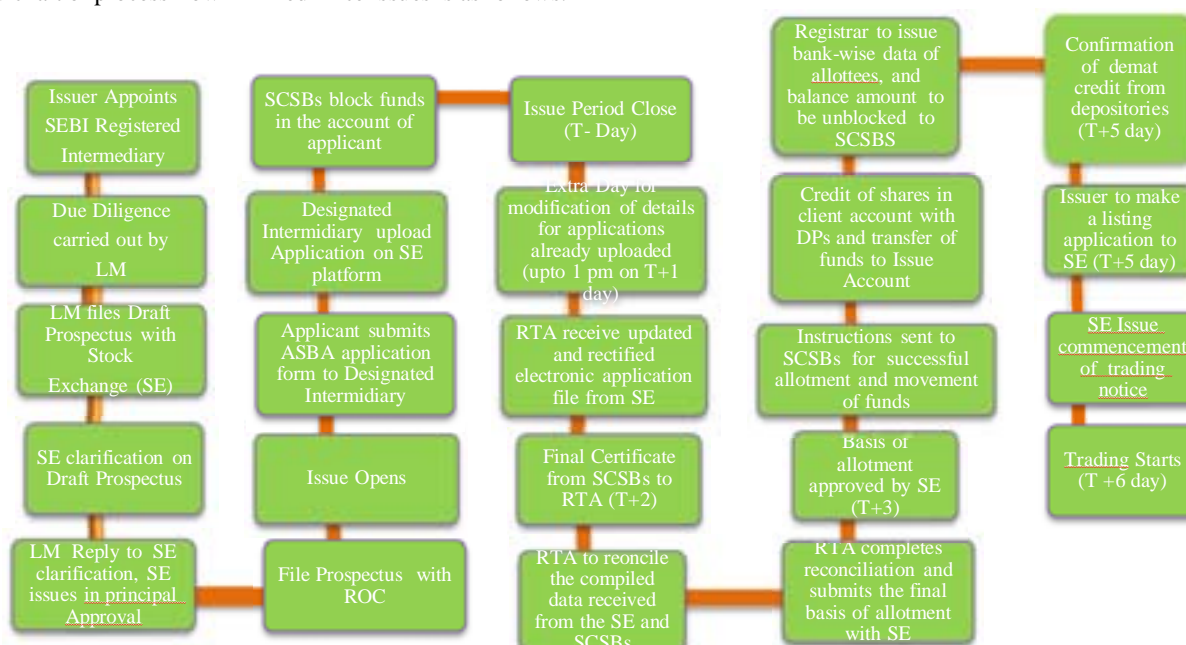 Issuer Appoints
SEBI Registered
Intermediary
Due Diligence
carried out by
LM
LM files Draft
Prospectus with
Stock
Exchange (SE)
SE clarification on
Draft Prospectus
LM Reply to SE
clarification, SE
issues in principal
Approval
SCSBs block funds
in the account of
applicant
Designated
Intermidiary upload
Application on SE
platform
Applicant submits
ASBA application
form to Designated
Intermidiary
Issue Opens
File Prospectus with
ROC
Issue Period Close
(T- Day)
Extra Day for
modification of details
for applications
already uploaded
(upto 1 pm on T+1
day)
RTA receive updated
and rectified
electronic application
file from SE
Final Certificate
from SCSBs to
RTA (T+2)
RTA to reconcile
the compiled
data received
from the SE and
SCSBs
Registrar to issue
bank-wise data of
allottees, and
balance amount to
be unblocked to
SCSBS
Credit of shares in
client account with
DPs and transfer of
funds to Issue
Account
Instructions sent to
SCSBs for successful
allotment and movement
of funds
Basis of
allotment
approved by SE
(T+3)
RTA completes
reconciliation and
submits the final
basis of allotment
with SE
Confirmation
of demat
credit from
depositories
(T+5 day)
Issuer to make
a listing
application to
SE (T+5 day)
SE Issue
commencement
of trading
notice
Trading Starts
(T +6 day)